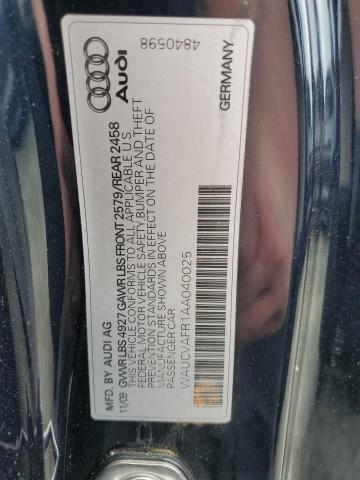 Audi
4840598
GERMANY
MFD. BY AUDI AG
11/09 GVWR LBS 4927 GAWR LBS FRONT 2579/REAR 2458
THIS VEHICLE CONFORMS TO ALL APPLICABLE U.S.
FEDERAL MOTOR VEHICLE SAFETY BUMPER AND THEFT
PREVENTION STANDARDS IN EFFECT ON THE DATE OF
MANUFACTURE SHOWN ABOVE
PASSENGER CAR
WAUCVAFR1AA040025